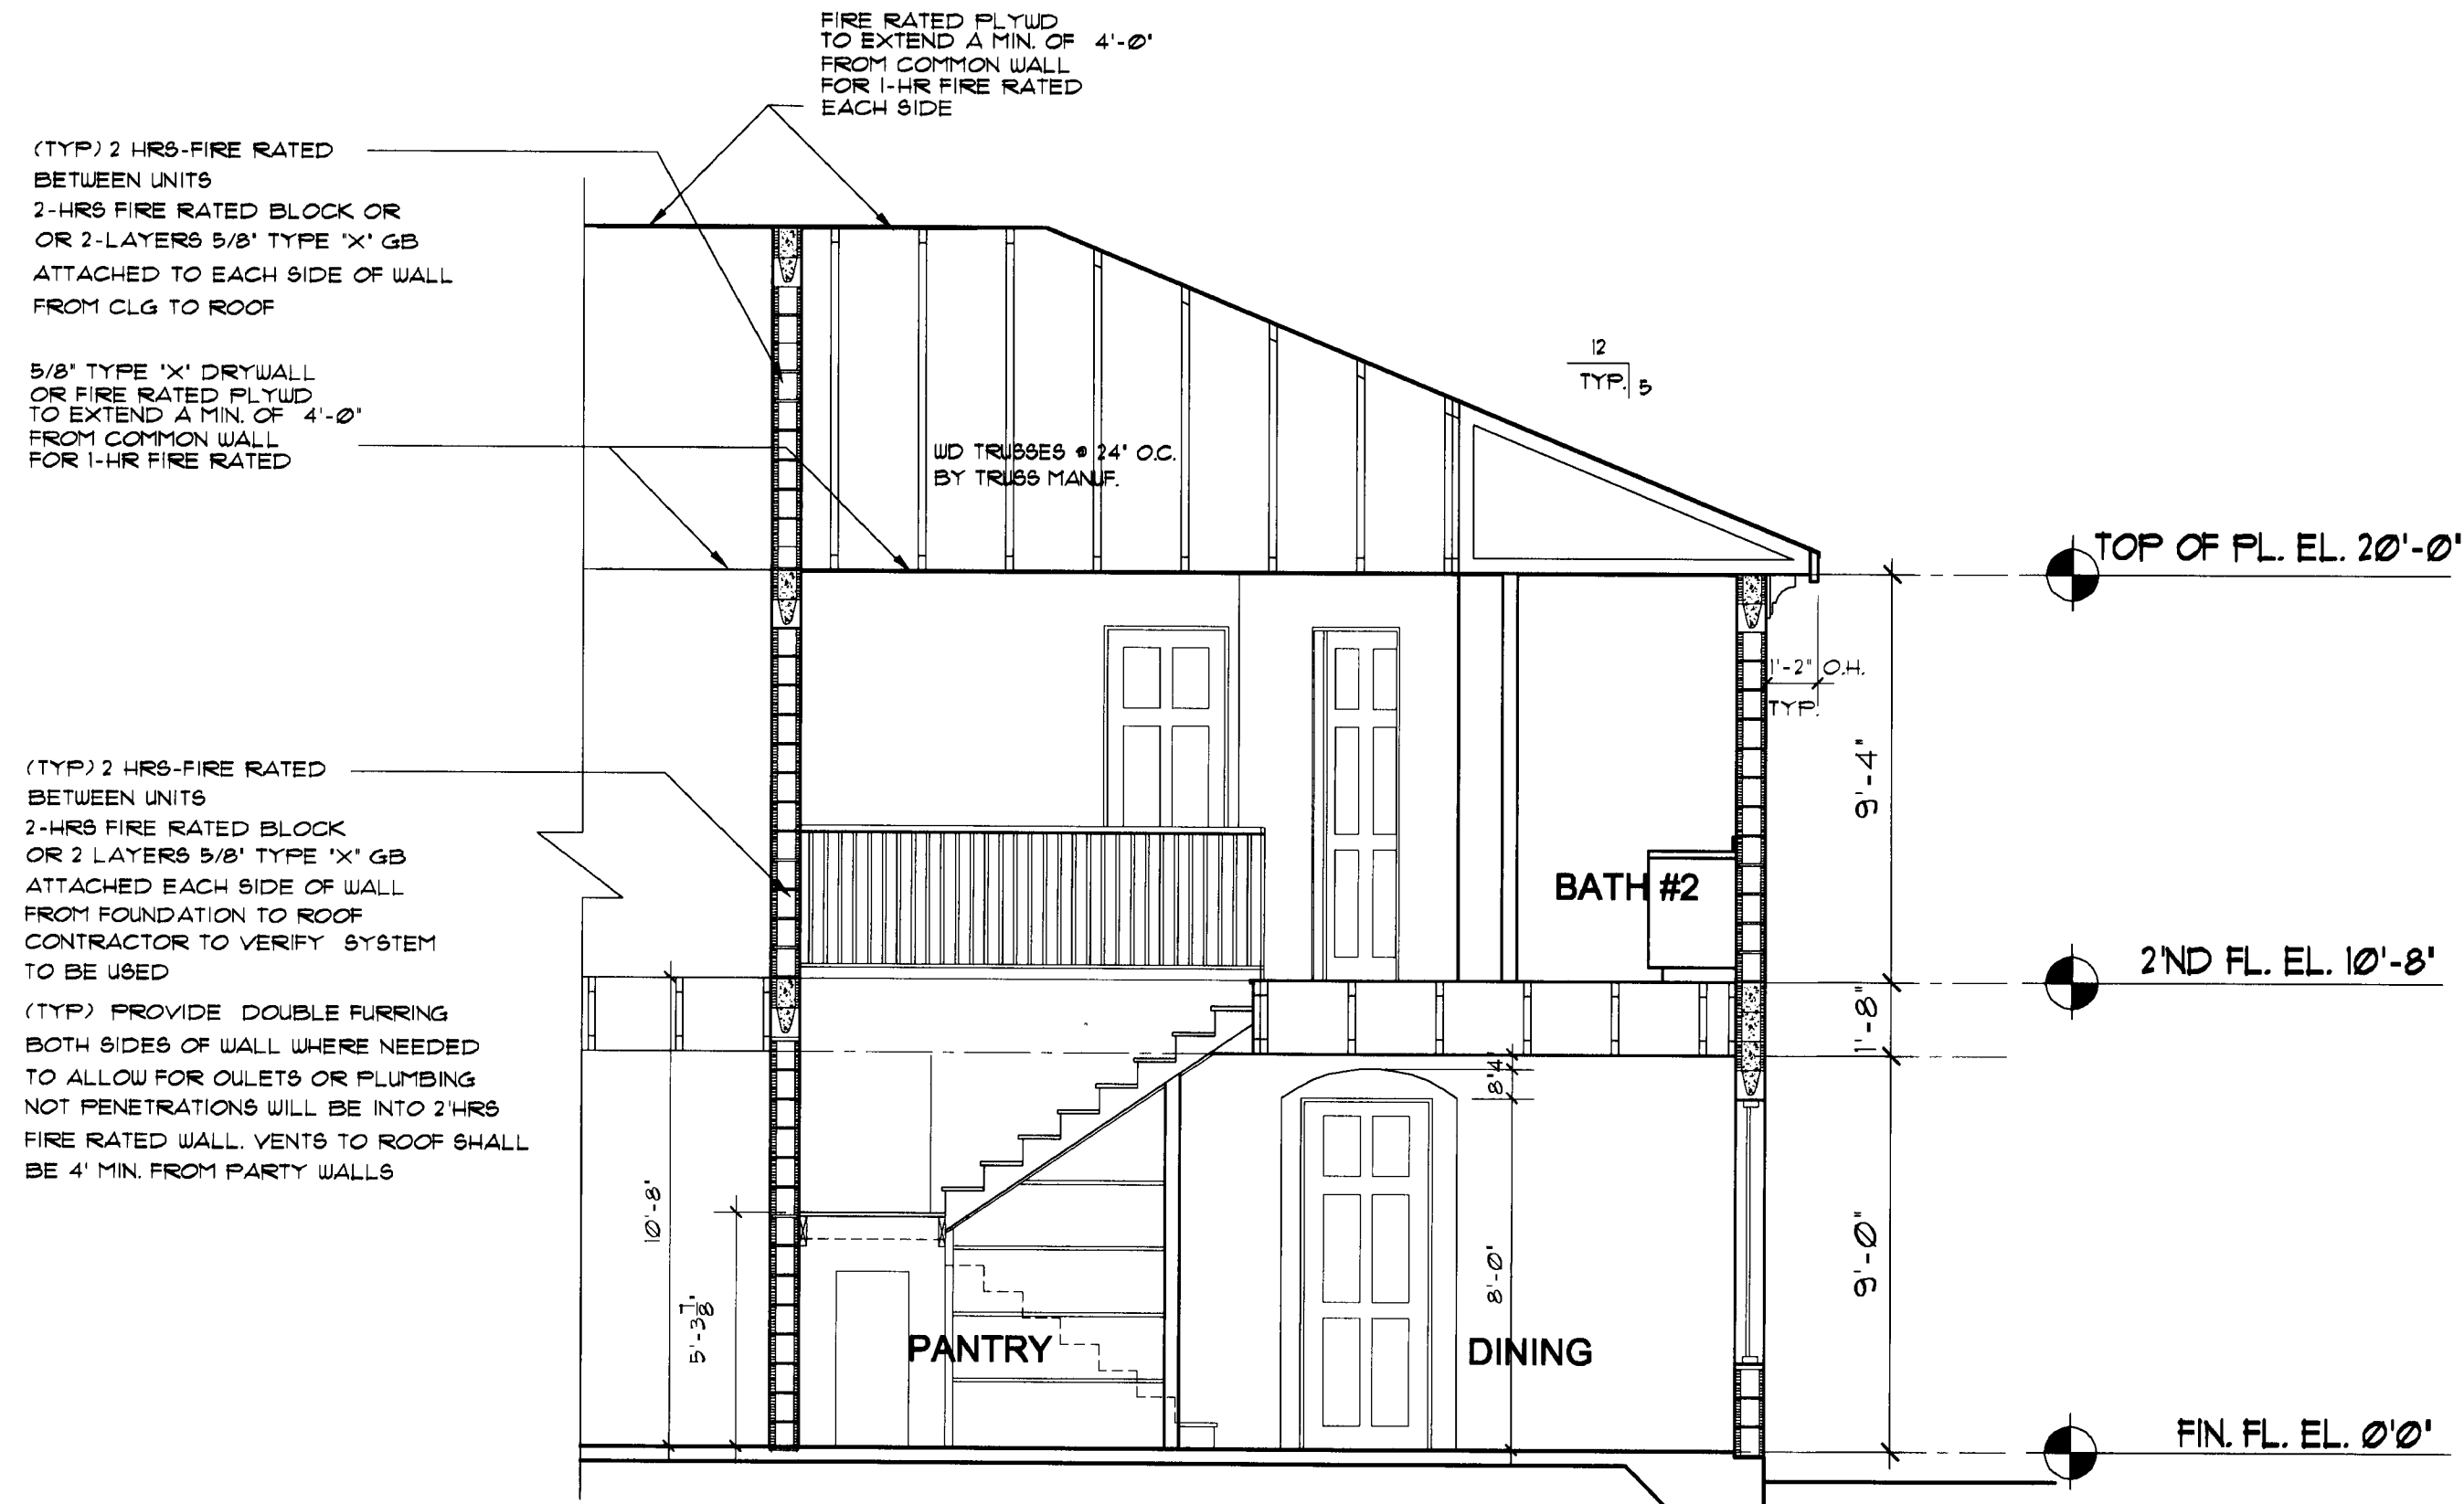 FIRE RATED PLYWD
TO EXTEND A MIN. OF 4'-0"
FROM COMMON WALL
FOR 1-HR FIRE RATED
EACH SIDE
(TYP) 2 HRS-FIRE RATED
BETWEEN UNITS
2-HRS FIRE RATED BLOCK OR
OR 2-LAYERS 5/8" TYPE "X" GB
ATTACHED TO EACH SIDE OF WALL
FROM CLG TO ROOF
5/8" TYPE "X" DRYWALL
OR FIRE RATED PLYWD
TO EXTEND A MIN. OF 4'-0"
FROM COMMON WALL
FOR 1-HR FIRE RATED
12
TYP. 5
WD TRUSSES @ 24" O.C.
BY TRUSS MANUF.
TOP OF PL. EL. 20'-0"
1'-2" O.H.
TYP.
9'-4"
(TYP) 2 HRS-FIRE RATED
BETWEEN UNITS
2-HRS FIRE RATED BLOCK
OR 2 LAYERS 5/8" TYPE "X" GB
ATTACHED EACH SIDE OF WALL
FROM FOUNDATION TO ROOF
CONTRACTOR TO VERIFY SYSTEM
TO BE USED
(TYP) PROVIDE DOUBLE FURRING
BOTH SIDES OF WALL WHERE NEEDED
TO ALLOW FOR OULETS OR PLUMBING
NOT PENETRATIONS WILL BE INTO 2'HRS
FIRE RATED WALL. VENTS TO ROOF SHALL
BE 4' MIN. FROM PARTY WALLS
BATH #2
2'ND FL. EL. 10'-8"
1'-8"
8"4
10'-8"
5'-3 7/8"
8'-0"
9'-0"
PANTRY
DINING
FIN. FL. EL. 0'0"